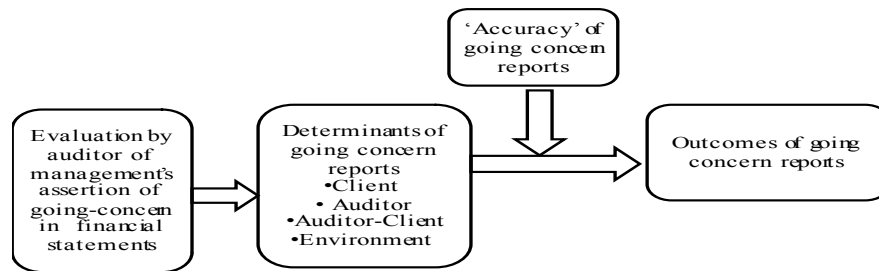 ‘Accuracy’ of
going concern
reports
Evaluation by
auditor of
management's
assertion of
going-concern
in financial
statements
Determinants of
going concern
reports
•Client
• Auditor
•Auditor-Client
•Environment
Outcomes of going
concern reports